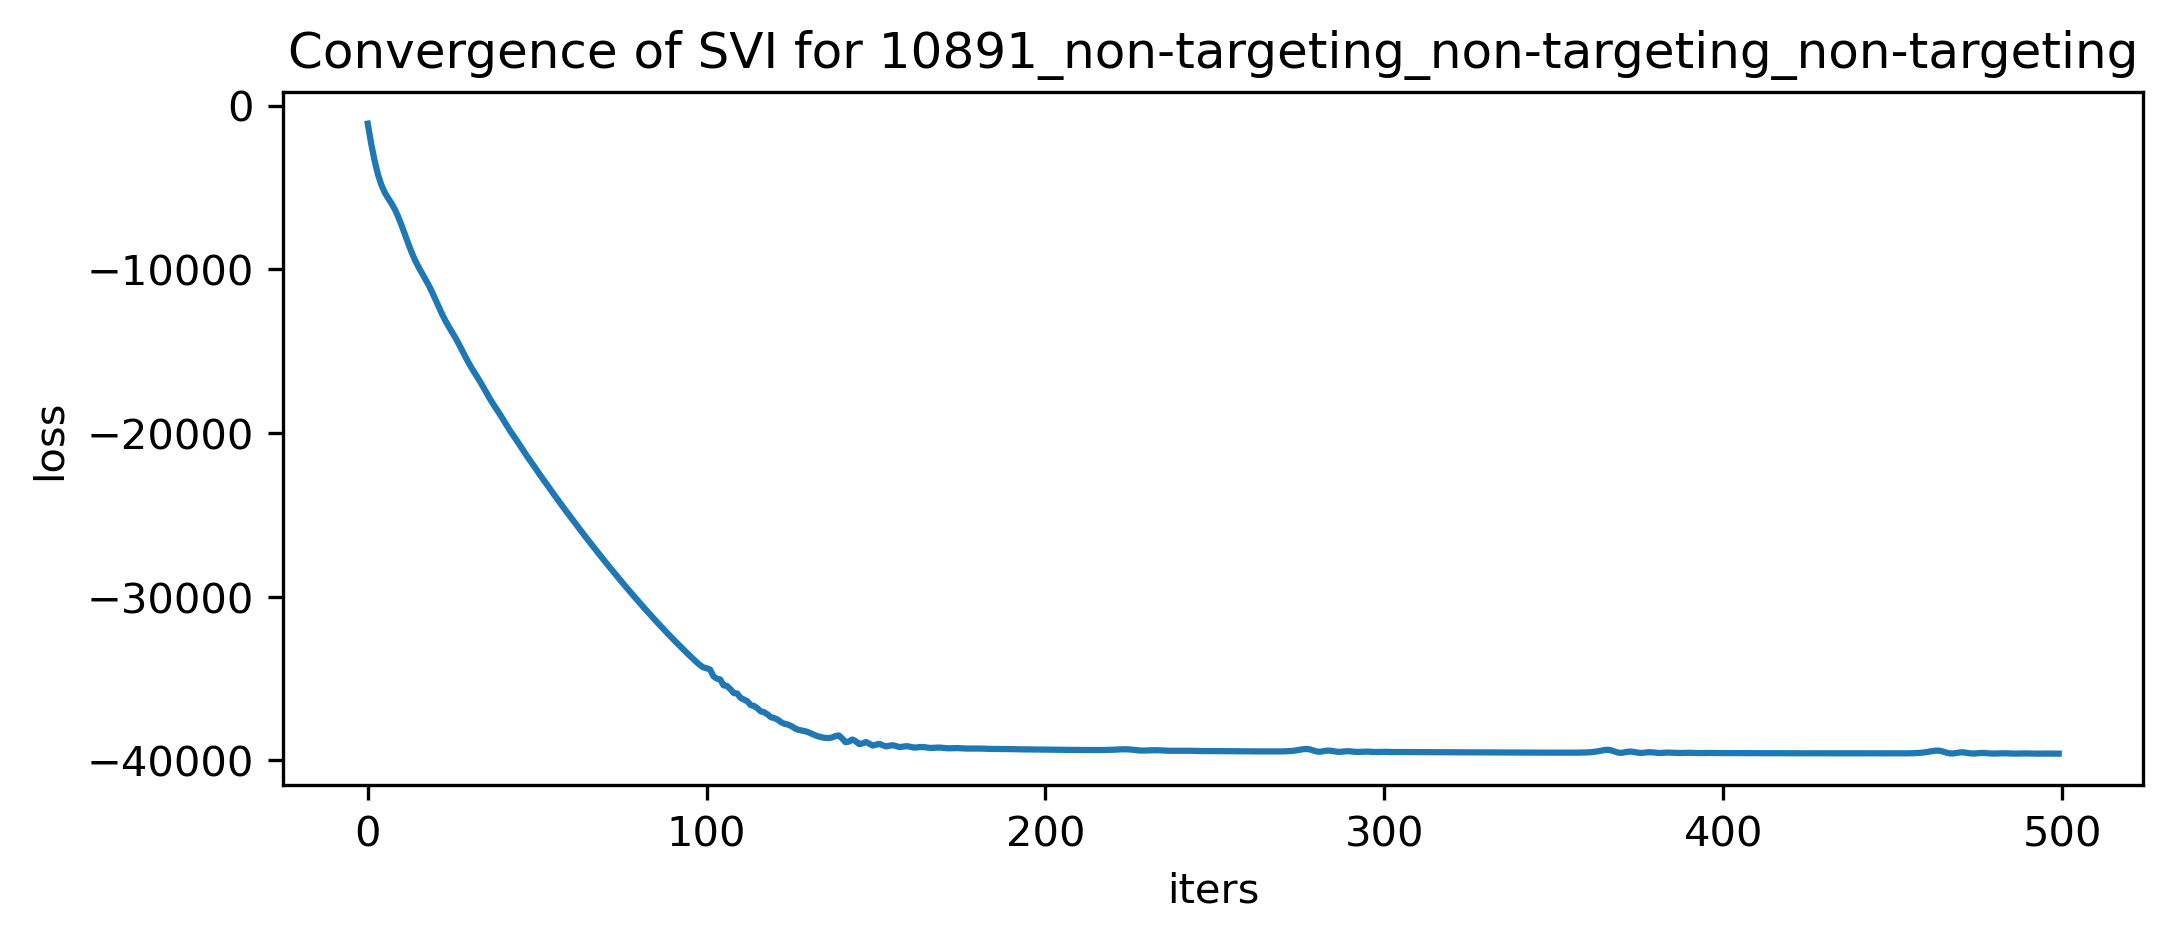 Convergence of SVI for 10891_non-targeting_non-targeting_non-targeting
0
−10000
−20000
−30000
−40000
loss
0 100 200 300 400 500
iters